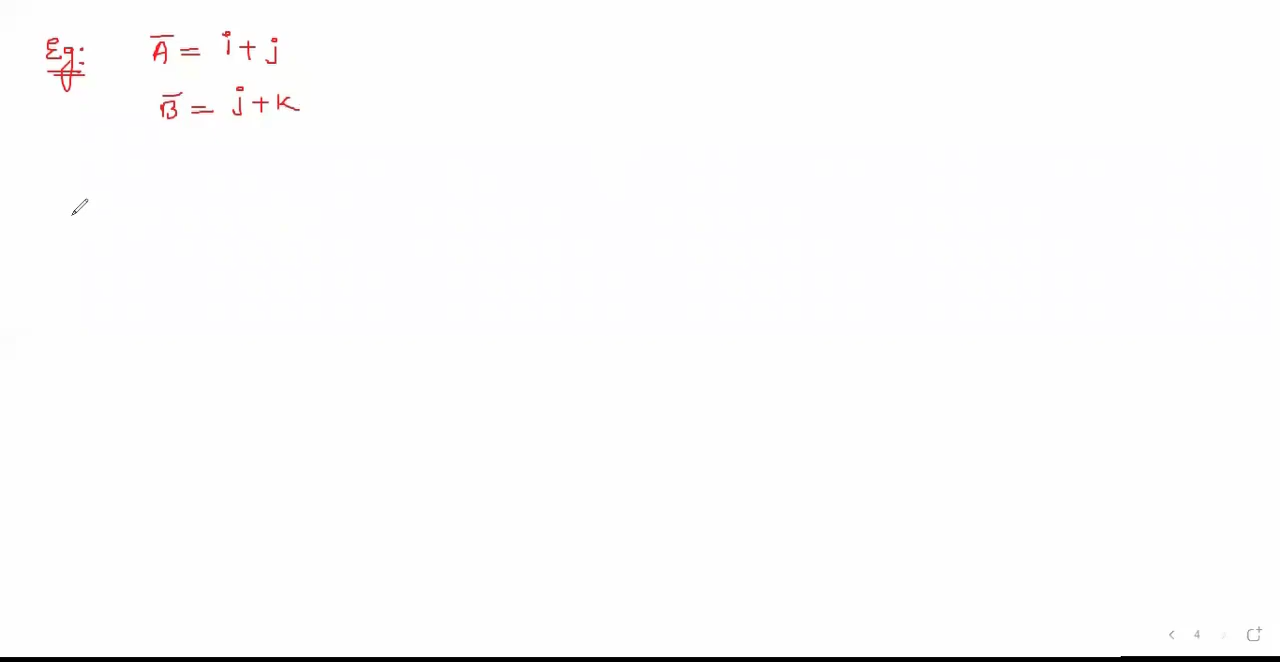 Eg: A̅ = i + j
B̅ = j + k
4